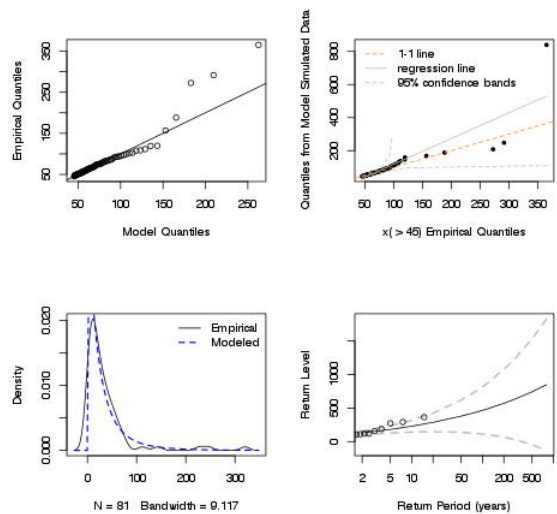 Empirical Quantiles
50
150
250
350
50
100
150
200
250
Model Quantiles
Quantiles from Model Simulated Data
200
400
600
800
1-1 line
regression line
95% confidence bands
50
100
150
200
250
300
350
x( > 45) Empirical Quantiles
Density
0.000
0.010
0.020
Empirical
Modeled
0
100
200
300
N = 81 Bandwidth = 9.117
Return Level
0
500
1500
2
5
10
50
200
500
Return Period (years)